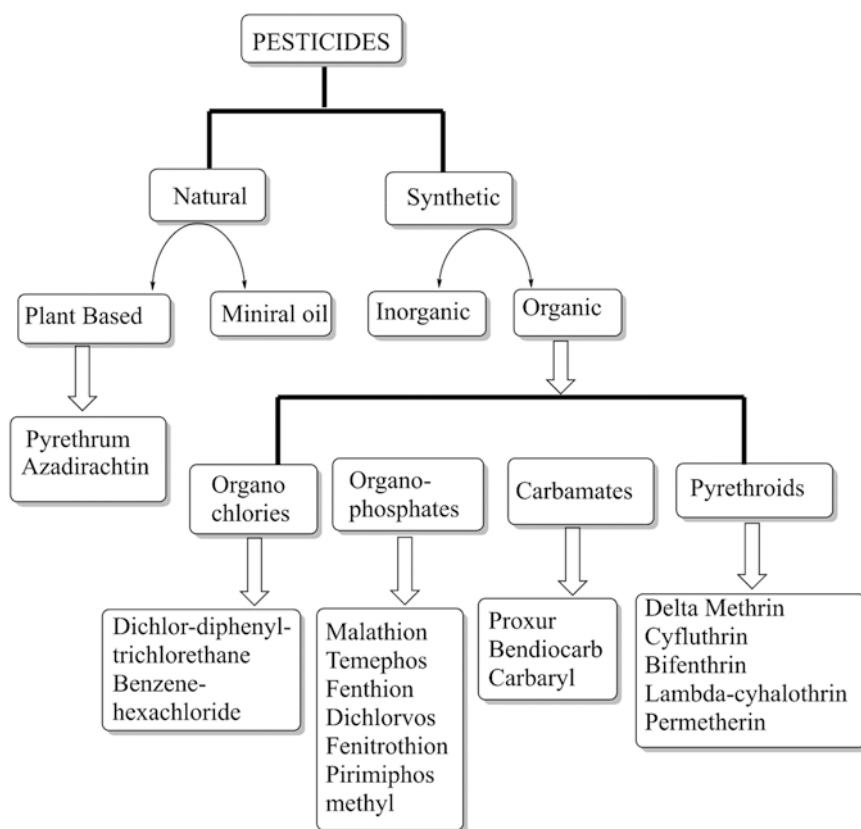 PESTICIDES
Natural
Synthetic
Plant Based
Miniral oil
Inorganic
Organic
Pyrethrum
Azadirachtin
Organo
chlories
Organo-
phosphates
Carbamates
Pyrethroids
Dichlor-diphenyl-
trichlorethane
Benzene-
hexachloride
Malathion
Temephos
Fenthion
Dichlorvos
Fenitrothion
Pirimiphos
methyl
Proxur
Bendiocarb
Carbaryl
Delta Methrin
Cyfluthrin
Bifenthrin
Lambda-cyhalothrin
Permetherin